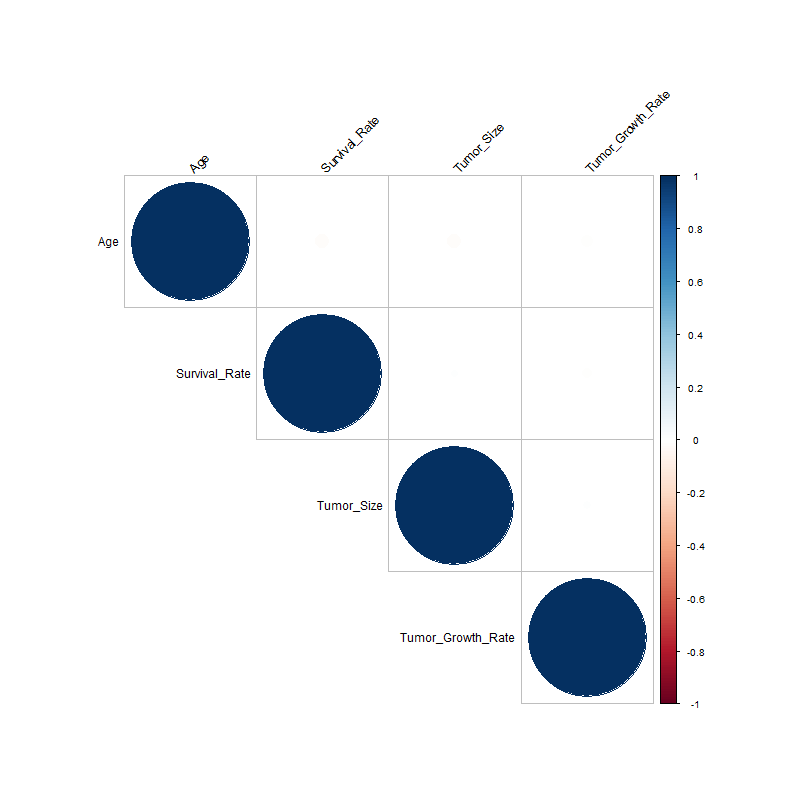 Age
Survival_Rate
Tumor_Size
Tumor_Growth_Rate
Age
Survival_Rate
Tumor_Size
Tumor_Growth_Rate
1
0.8
0.6
0.4
0.2
0
-0.2
-0.4
-0.6
-0.8
-1